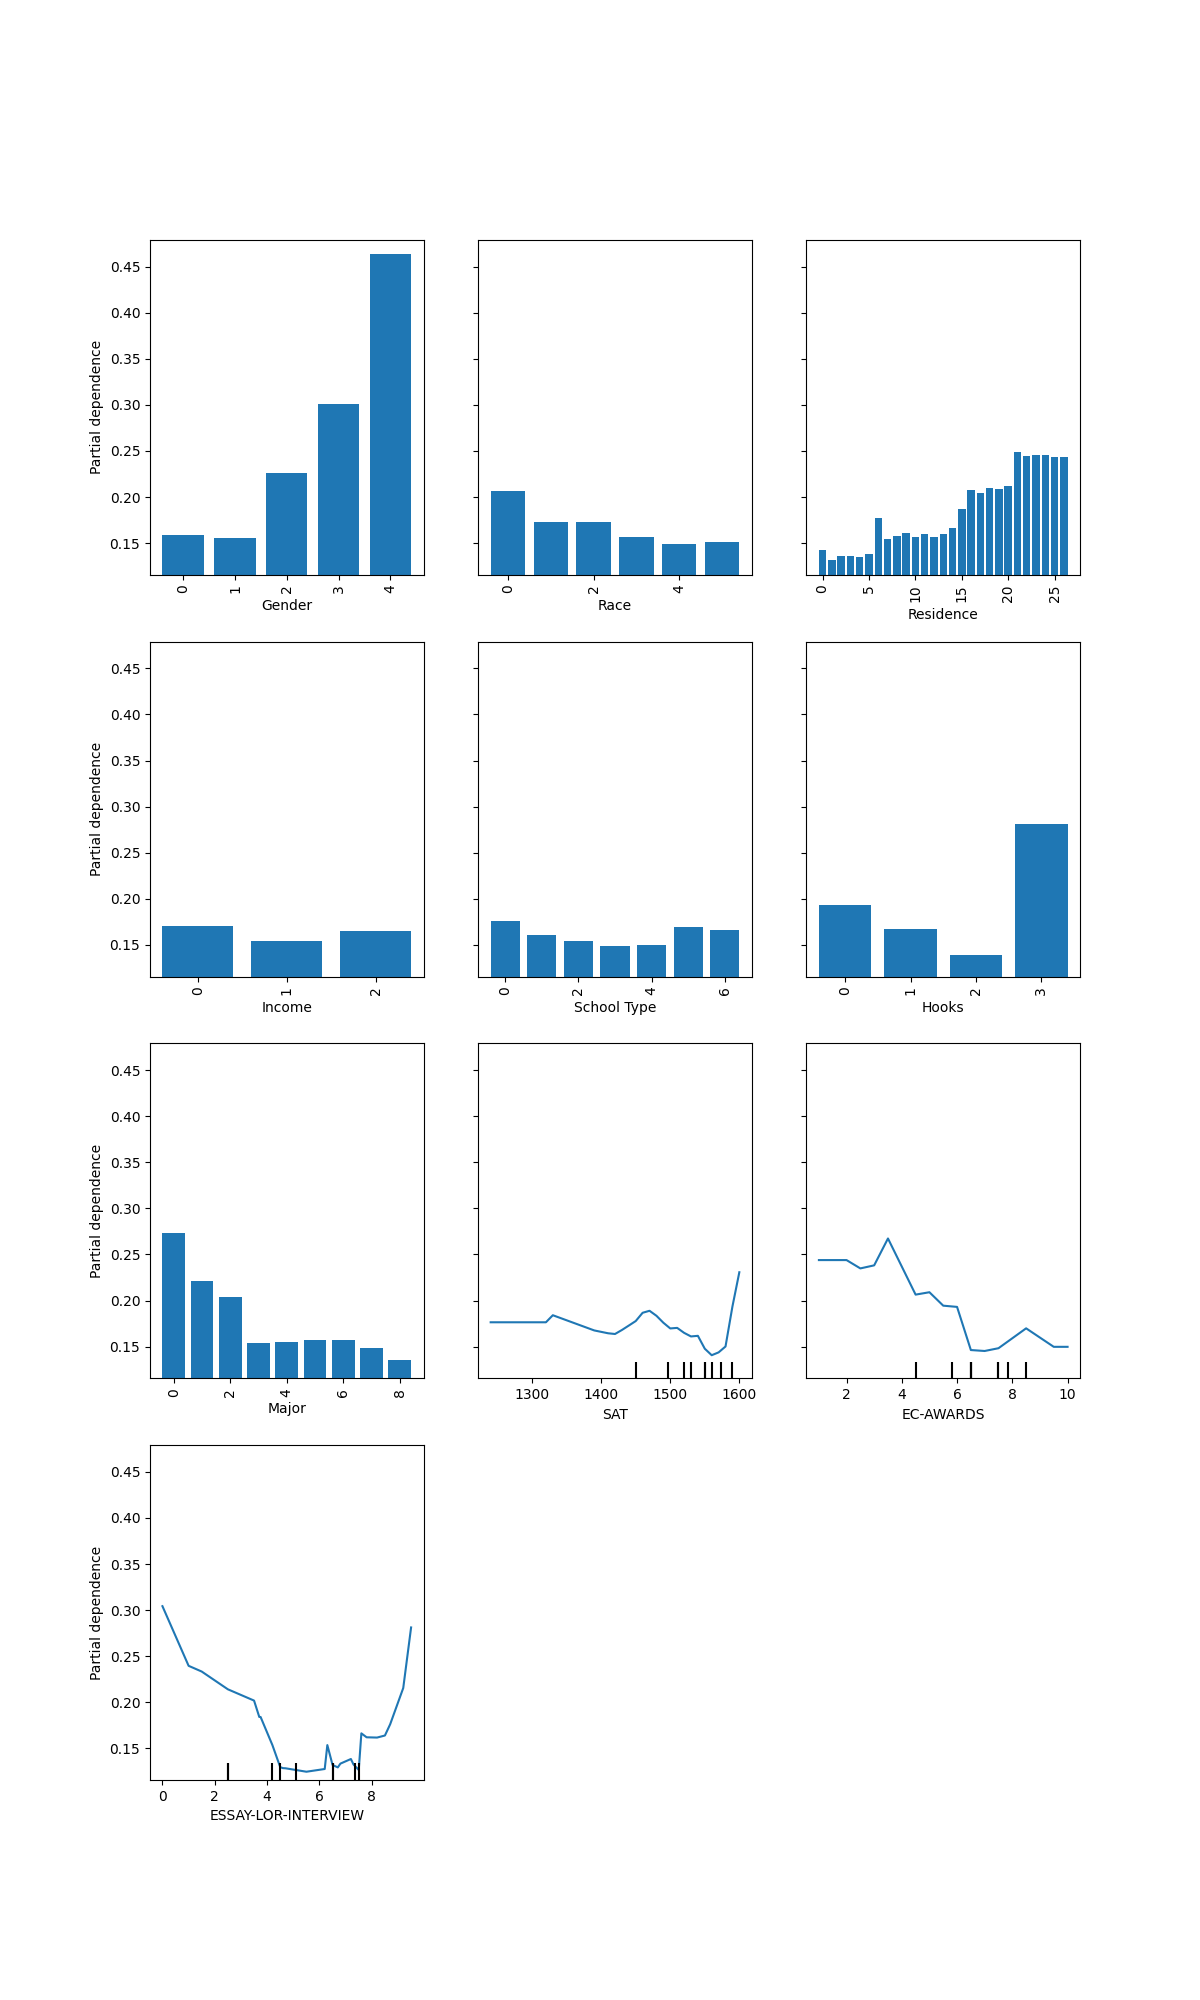 0.45
0.40
0.35
0.30
0.25
0.20
0.15
Partial dependence
0 1 2 3 4
Gender
0 2 4
Race
0 5 10 15 20 25
Residence
0.45
0.40
0.35
0.30
0.25
0.20
0.15
Partial dependence
0 1 2
Income
0 2 4 6
School Type
0 1 2 3
Hooks
0.45
0.40
0.35
0.30
0.25
0.20
0.15
Partial dependence
0 2 4 6 8
Major
1300 1400 1500 1600
SAT
2 4 6 8 10
EC-AWARDS
0.45
0.40
0.35
0.30
0.25
0.20
0.15
Partial dependence
0 2 4 6 8
ESSAY-LOR-INTERVIEW